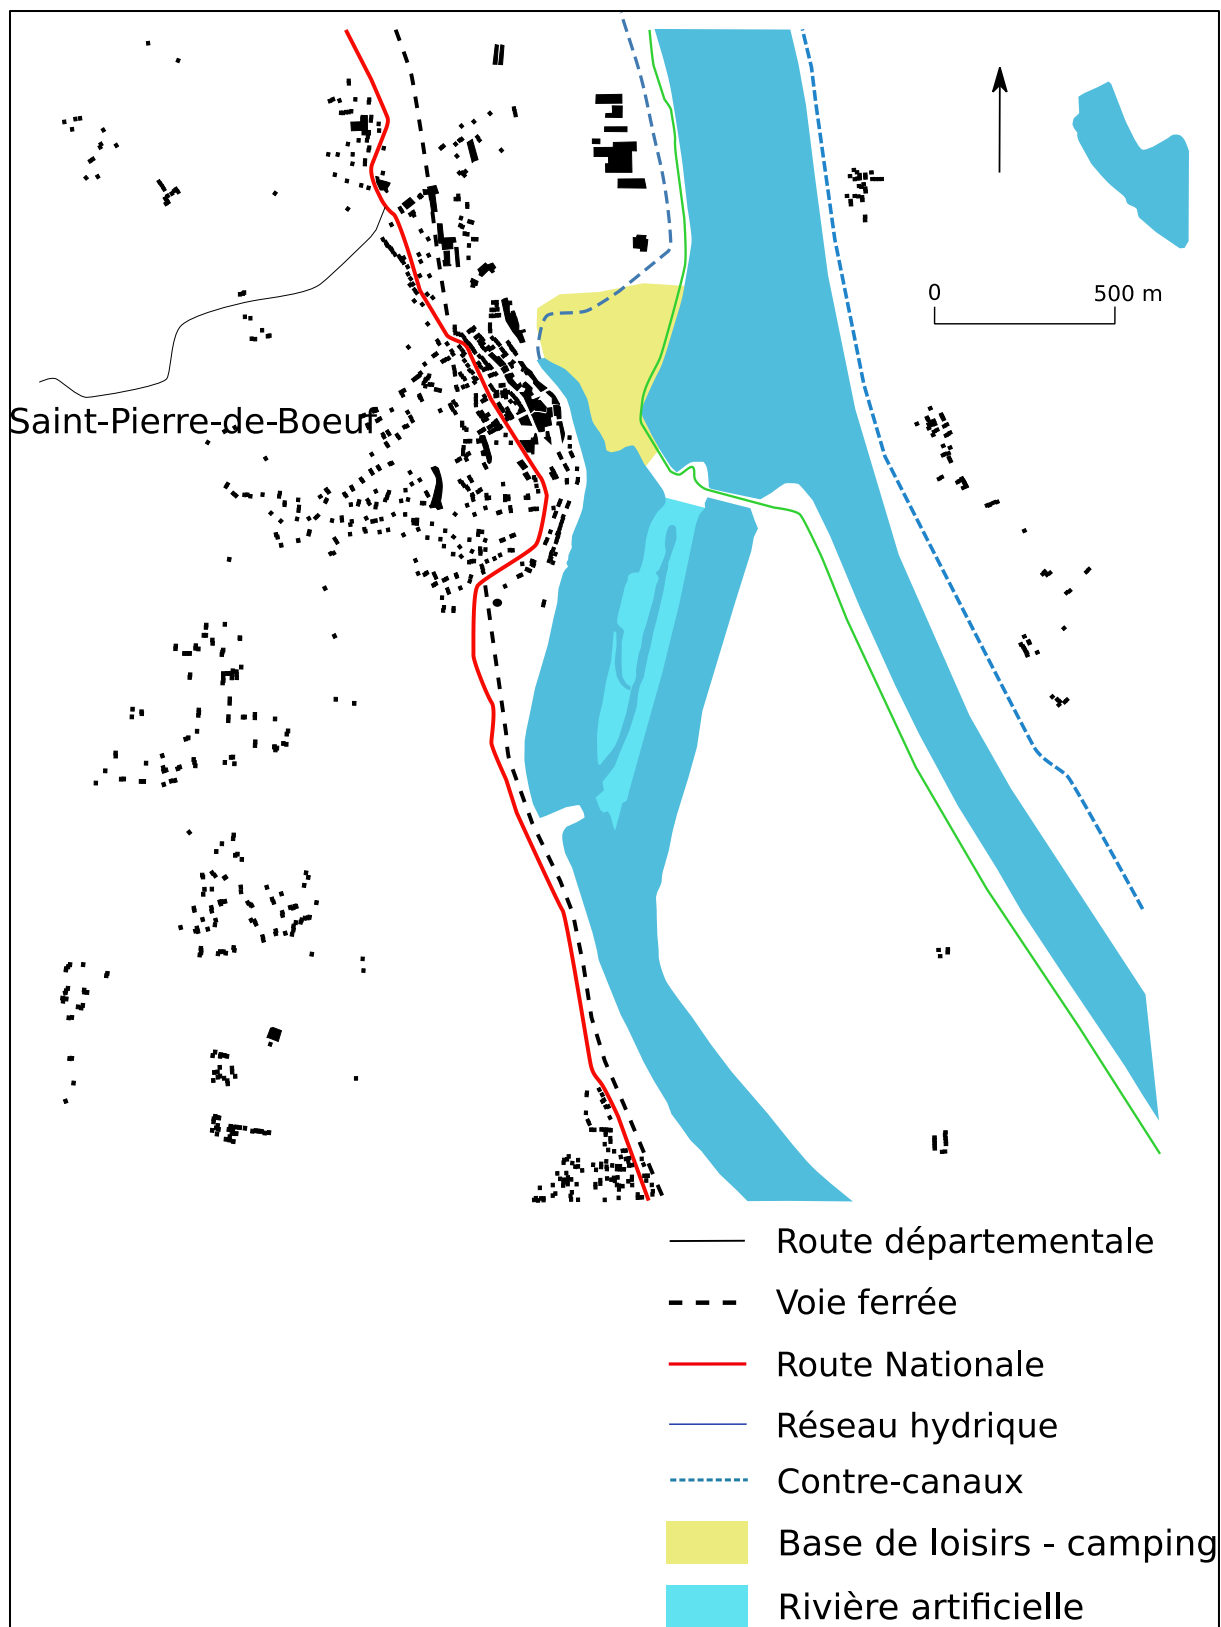 0 500 m
Saint-Pierre-de-Boeuf
Route départementale
Voie ferrée
Route Nationale
Réseau hydrique
Contre-canaux
Base de loisirs - camping
Rivière artificielle